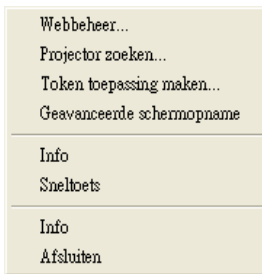 Webbeheer...
Projector zoeken...
Token toepassing maken...
Geavanceerde schermopname
Info
Sneltoets
Info
Afsluiten